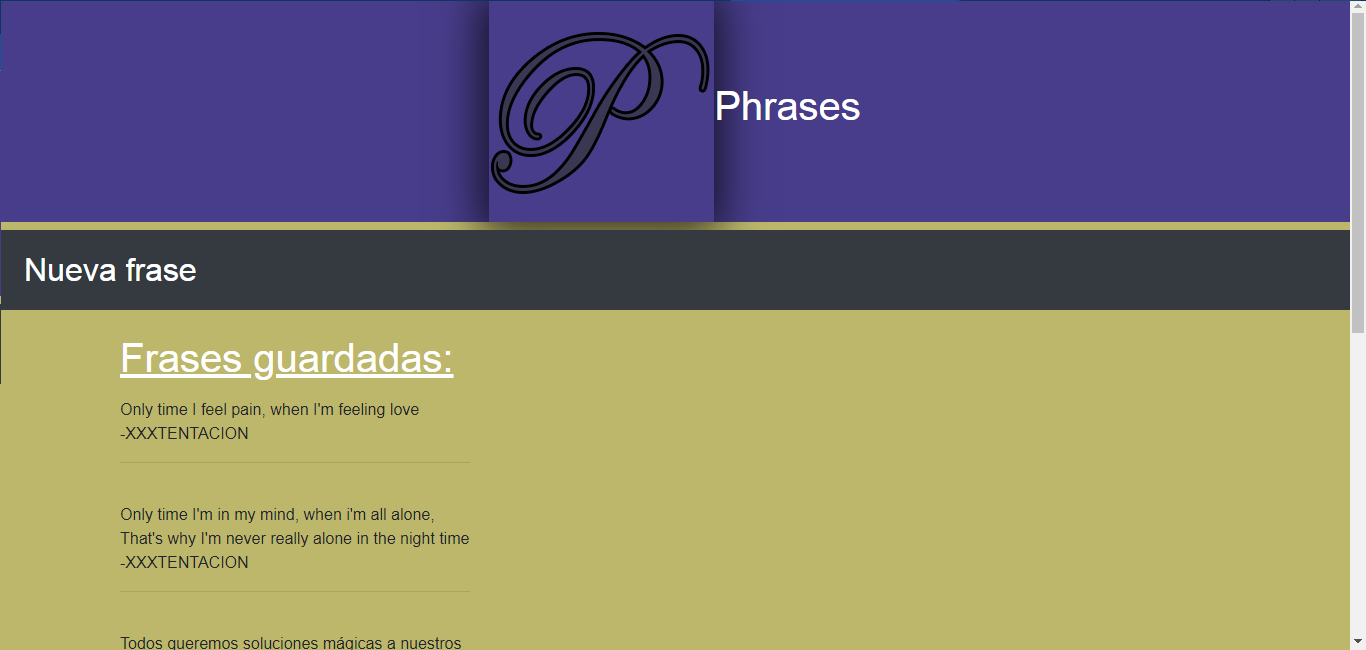 P
Phrases
Nueva frase
Frases guardadas:
Only time I feel pain, when I'm feeling love
-XXXTENTACION
Only time I'm in my mind, when i'm all alone,
That's why I'm never really alone in the night time
-XXXTENTACION
Todos queremos soluciones mágicas a nuestros